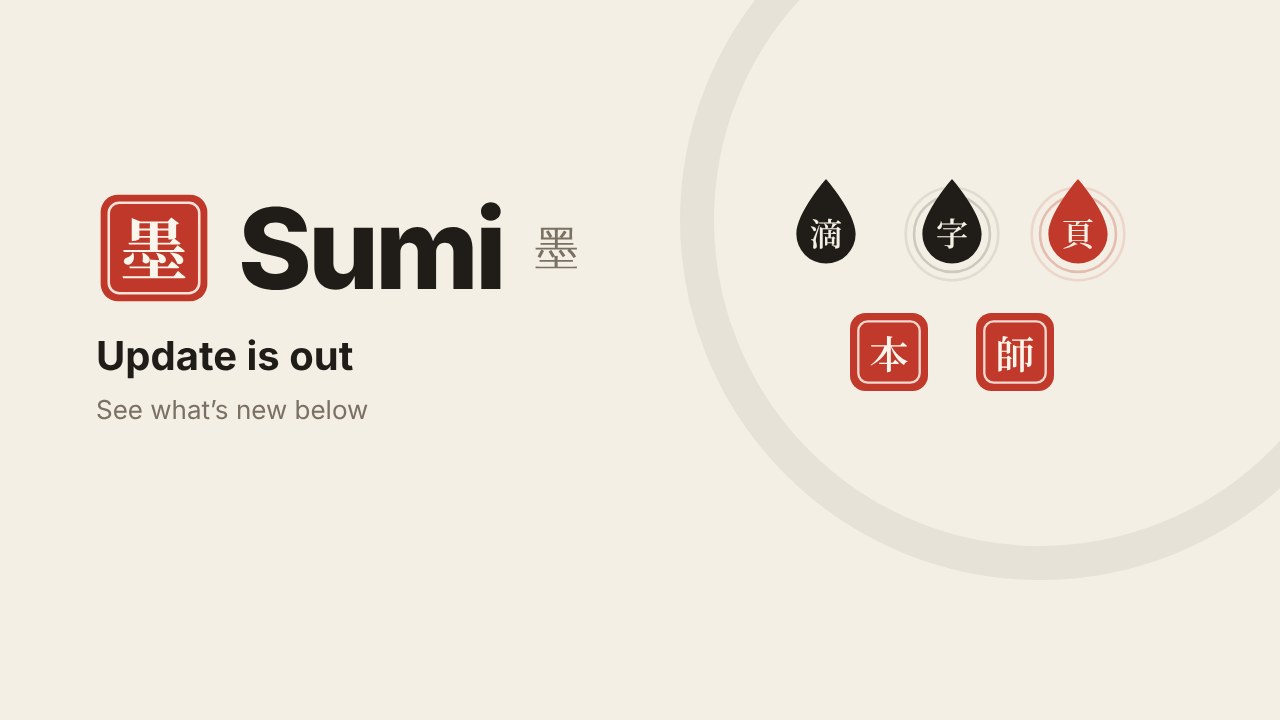 墨 Sumi 墨
Update is out
See what’s new below
滴 字 頁
本 師